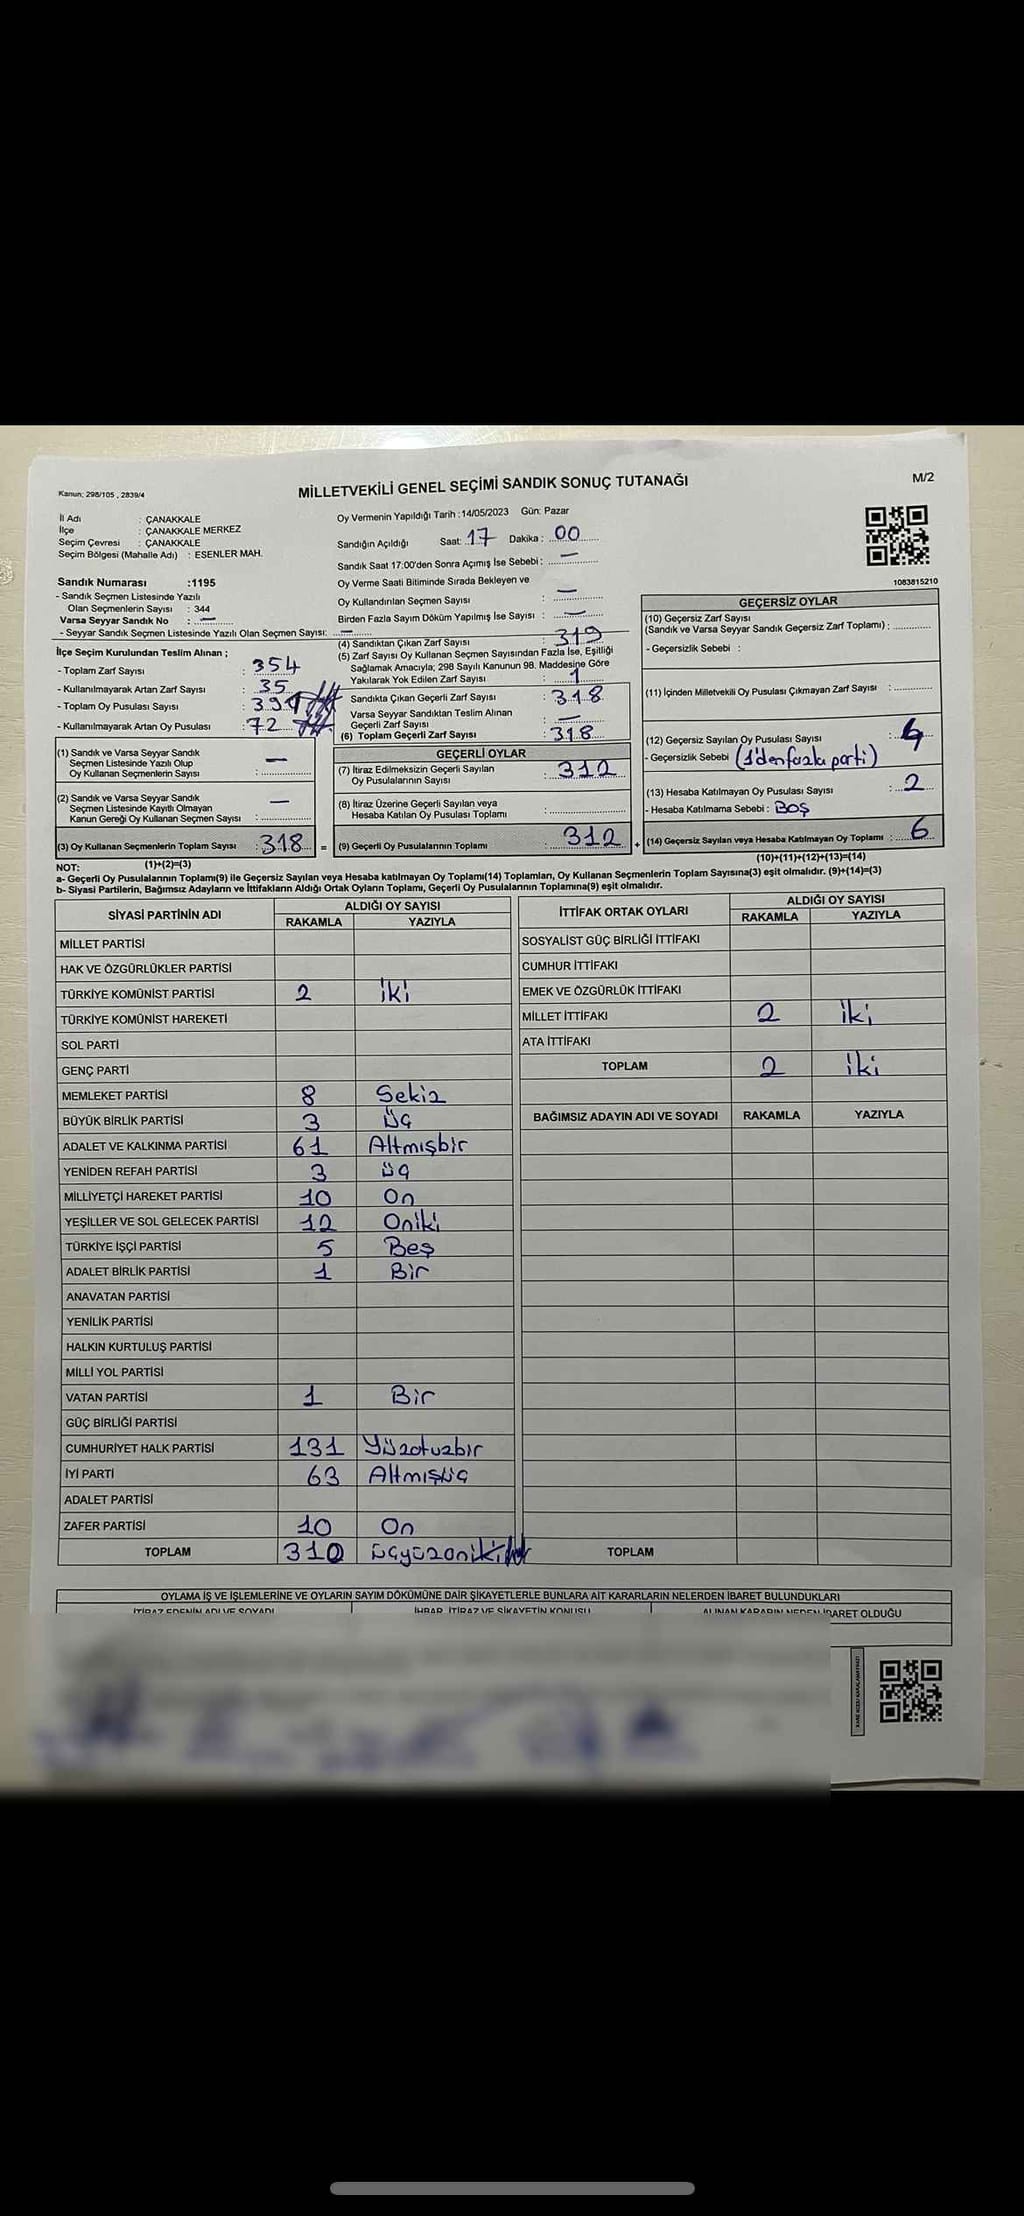 Kanun; 298/105 , 2839/4
MİLLETVEKİLİ GENEL SEÇİMİ SANDIK SONUÇ TUTANAĞI
M/2
İl Adı : ÇANAKKALE
İlçe : ÇANAKKALE MERKEZ
Seçim Çevresi : ÇANAKKALE
Seçim Bölgesi (Mahalle Adı) : ESENLER MAH.
Oy Vermenin Yapıldığı Tarih : 14/05/2023 Gün: Pazar
Sandığın Açıldığı Saat: 17 Dakika : 00
Sandık Saat 17:00'den Sonra Açımış İse Sebebi : —
Oy Verme Saati Bitiminde Sırada Bekleyen ve
Oy Kullandırılan Seçmen Sayısı : —
Birden Fazla Sayım Döküm Yapılmış İse Sayısı : —
1083815210
Sandık Numarası :1195
- Sandık Seçmen Listesinde Yazılı
Olan Seçmenlerin Sayısı : 344
Varsa Seyyar Sandık No : —
- Seyyar Sandık Seçmen Listesinde Yazılı Olan Seçmen Sayısı: —
İlçe Seçim Kurulundan Teslim Alınan ;
- Toplam Zarf Sayısı : 354
- Kullanılmayarak Artan Zarf Sayısı : 35
- Toplam Oy Pusulası Sayısı :
- Kullanılmayarak Artan Oy Pusulası : 72
(4) Sandıktan Çıkan Zarf Sayısı : 319
(5) Zarf Sayısı Oy Kullanan Seçmen Sayısından Fazla İse, Eşitliği
Sağlamak Amacıyla; 298 Sayılı Kanunun 98. Maddesine Göre
Yakılarak Yok Edilen Zarf Sayısı : 1
Sandıkta Çıkan Geçerli Zarf Sayısı : 318
Varsa Seyyar Sandıktan Teslim Alınan
Geçerli Zarf Sayısı : —
(6) Toplam Geçerli Zarf Sayısı : 318
GEÇERSİZ OYLAR
(10) Geçersiz Zarf Sayısı
(Sandık ve Varsa Seyyar Sandık Geçersiz Zarf Toplamı) :
- Geçersizlik Sebebi :
(11) İçinden Milletvekili Oy Pusulası Çıkmayan Zarf Sayısı :
(12) Geçersiz Sayılan Oy Pusulası Sayısı : 4
- Geçersizlik Sebebi (1'den fazla parti)
(13) Hesaba Katılmayan Oy Pusulası Sayısı : 2
- Hesaba Katılmama Sebebi : BOŞ
(14) Geçersiz Sayılan veya Hesaba Katılmayan Oy Toplamı : 6
(10)+(11)+(12)+(13)=(14)
(1) Sandık ve Varsa Seyyar Sandık
Seçmen Listesinde Yazılı Olup
Oy Kullanan Seçmenlerin Sayısı : —
(2) Sandık ve Varsa Seyyar Sandık
Seçmen Listesinde Kayıtlı Olmayan
Kanun Gereği Oy Kullanan Seçmen Sayısı : —
(3) Oy Kullanan Seçmenlerin Toplam Sayısı : 318 =
(1)+(2)=(3)
GEÇERLİ OYLAR
(7) İtiraz Edilmeksizin Geçerli Sayılan
Oy Pusulalarının Sayısı : 312
(8) İtiraz Üzerine Geçerli Sayılan veya
Hesaba Katılan Oy Pusulası Toplamı :
(9) Geçerli Oy Pusulalarının Toplamı : 312 +
NOT:
a- Geçerli Oy Pusulalarının Toplamı(9) ile Geçersiz Sayılan veya Hesaba katılmayan Oy Toplamı(14) Toplamları, Oy Kullanan Seçmenlerin Toplam Sayısına(3) eşit olmalıdır. (9)+(14)=(3)
b- Siyasi Partilerin, Bağımsız Adayların ve İttifakların Aldığı Ortak Oyların Toplamı, Geçerli Oy Pusulalarının Toplamına(9) eşit olmalıdır.
SİYASİ PARTİNİN ADI ALDIĞI OY SAYISI
RAKAMLA YAZIYLA
MİLLET PARTİSİ
HAK VE ÖZGÜRLÜKLER PARTİSİ
TÜRKİYE KOMÜNİST PARTİSİ 2 iki
TÜRKİYE KOMÜNİST HAREKETİ
SOL PARTİ
GENÇ PARTİ
MEMLEKET PARTİSİ 8 Sekiz
BÜYÜK BİRLİK PARTİSİ 3 Üç
ADALET VE KALKINMA PARTİSİ 61 Altmışbir
YENİDEN REFAH PARTİSİ 3 üç
MİLLİYETÇİ HAREKET PARTİSİ 10 On
YEŞİLLER VE SOL GELECEK PARTİSİ 12 Oniki
TÜRKİYE İŞÇİ PARTİSİ 5 Beş
ADALET BİRLİK PARTİSİ 1 Bir
ANAVATAN PARTİSİ
YENİLİK PARTİSİ
HALKIN KURTULUŞ PARTİSİ
MİLLİ YOL PARTİSİ
VATAN PARTİSİ 1 Bir
GÜÇ BİRLİĞİ PARTİSİ
CUMHURİYET HALK PARTİSİ 131 Yüzotuzbir
İYİ PARTİ 63 Altmışüç
ADALET PARTİSİ
ZAFER PARTİSİ 10 On
TOPLAM 310
İTTİFAK ORTAK OYLARI ALDIĞI OY SAYISI
RAKAMLA YAZIYLA
SOSYALİST GÜÇ BİRLİĞİ İTTİFAKI
CUMHUR İTTİFAKI
EMEK VE ÖZGÜRLÜK İTTİFAKI
MİLLET İTTİFAKI 2 iki
ATA İTTİFAKI
TOPLAM 2 iki
BAĞIMSIZ ADAYIN ADI VE SOYADI RAKAMLA YAZIYLA
TOPLAM
OYLAMA İŞ VE İŞLEMLERİNE VE OYLARIN SAYIM DÖKÜMÜNE DAİR ŞİKAYETLERLE BUNLARA AİT KARARLARIN NELERDEN İBARET BULUNDUKLARI
İTİRAZ EDENİN ADI VE SOYADI İHBAR, İTİRAZ VE ŞİKAYETİN KONUSU ALINAN KARARIN NEDEN İBARET OLDUĞU